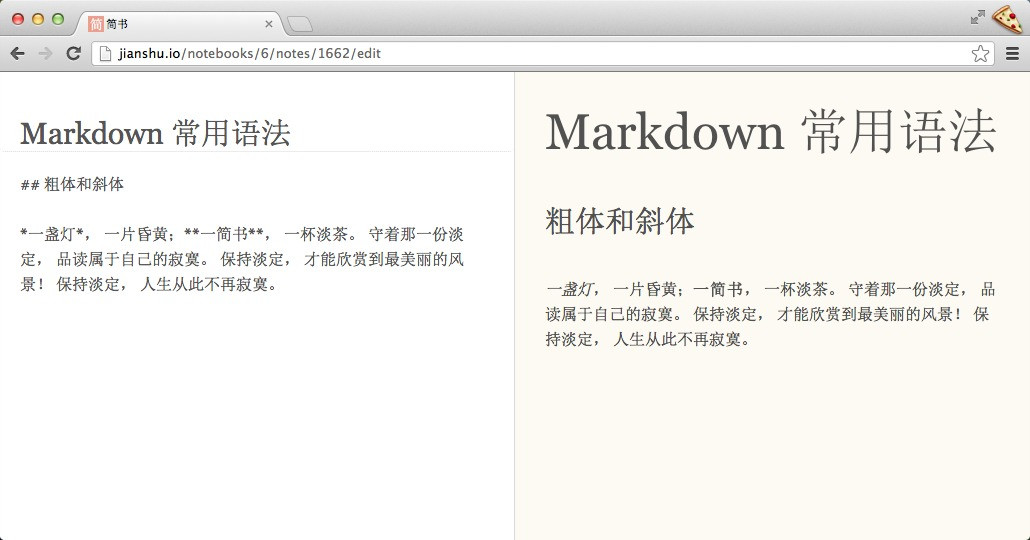 简 简书
jianshu.io/notebooks/6/notes/1662/edit
Markdown 常用语法
## 粗体和斜体
*一盏灯*， 一片昏黄；**一简书**， 一杯淡茶。 守着那一份淡
定， 品读属于自己的寂寞。 保持淡定， 才能欣赏到最美丽的风
景！ 保持淡定， 人生从此不再寂寞。
Markdown 常用语法
粗体和斜体
一盏灯， 一片昏黄；一简书， 一杯淡茶。 守着那一份淡定， 品
读属于自己的寂寞。 保持淡定， 才能欣赏到最美丽的风景！ 保
持淡定， 人生从此不再寂寞。